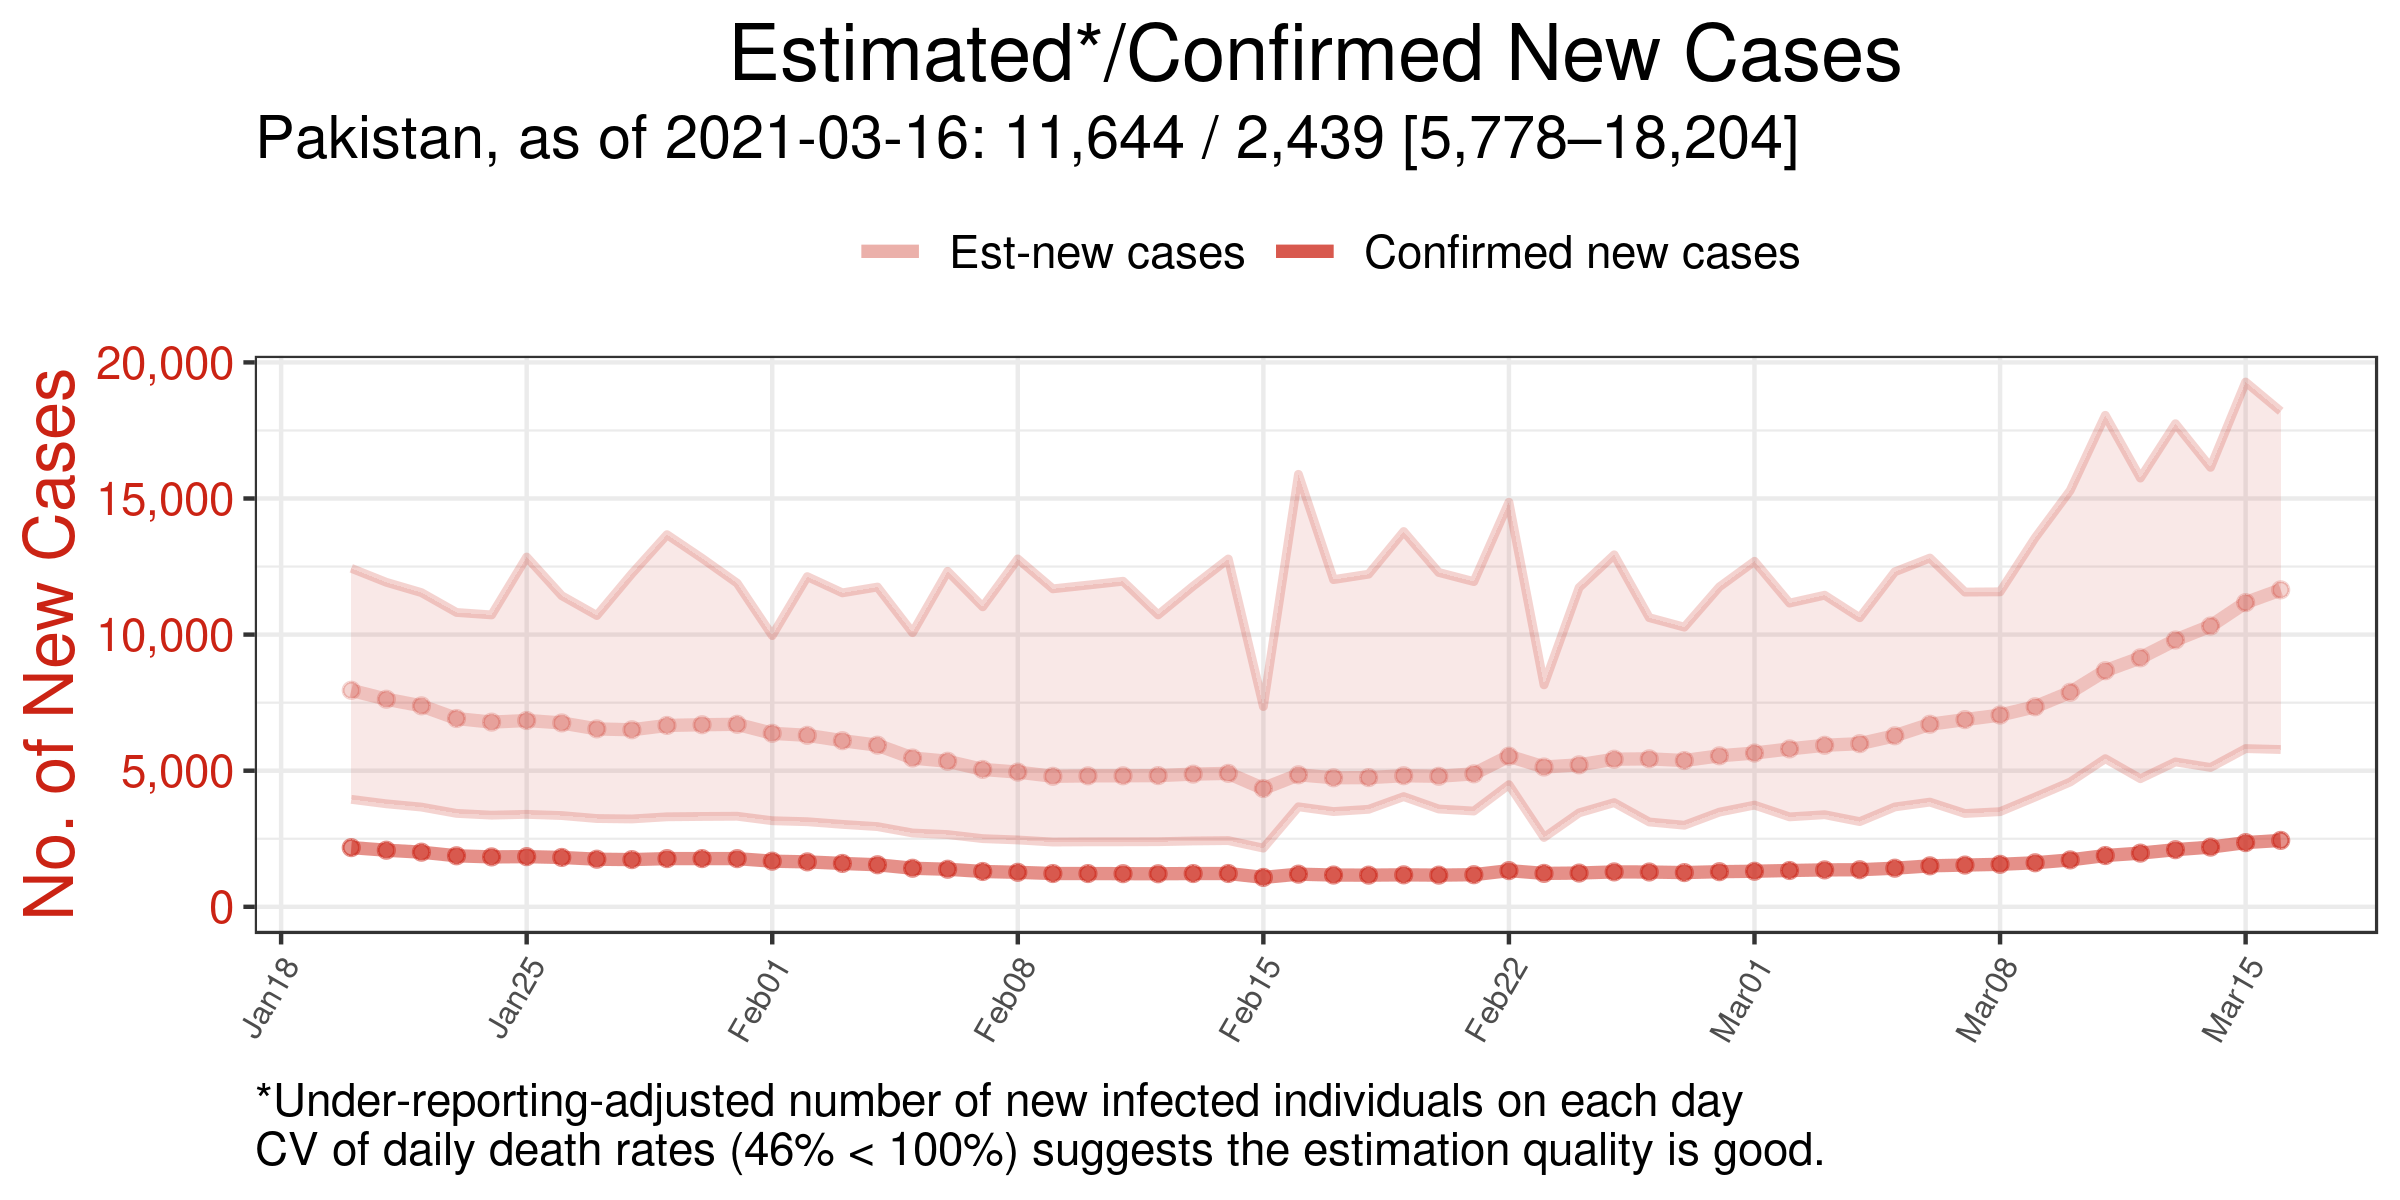 Estimated*/Confirmed New Cases
Pakistan, as of 2021-03-16: 11,644 / 2,439 [5,778–18,204]
Est-new cases Confirmed new cases
No. of New Cases
20,000
15,000
10,000
5,000
0
Jan18 Jan25 Feb01 Feb08 Feb15 Feb22 Mar01 Mar08 Mar15
*Under-reporting-adjusted number of new infected individuals on each day
CV of daily death rates (46% < 100%) suggests the estimation quality is good.